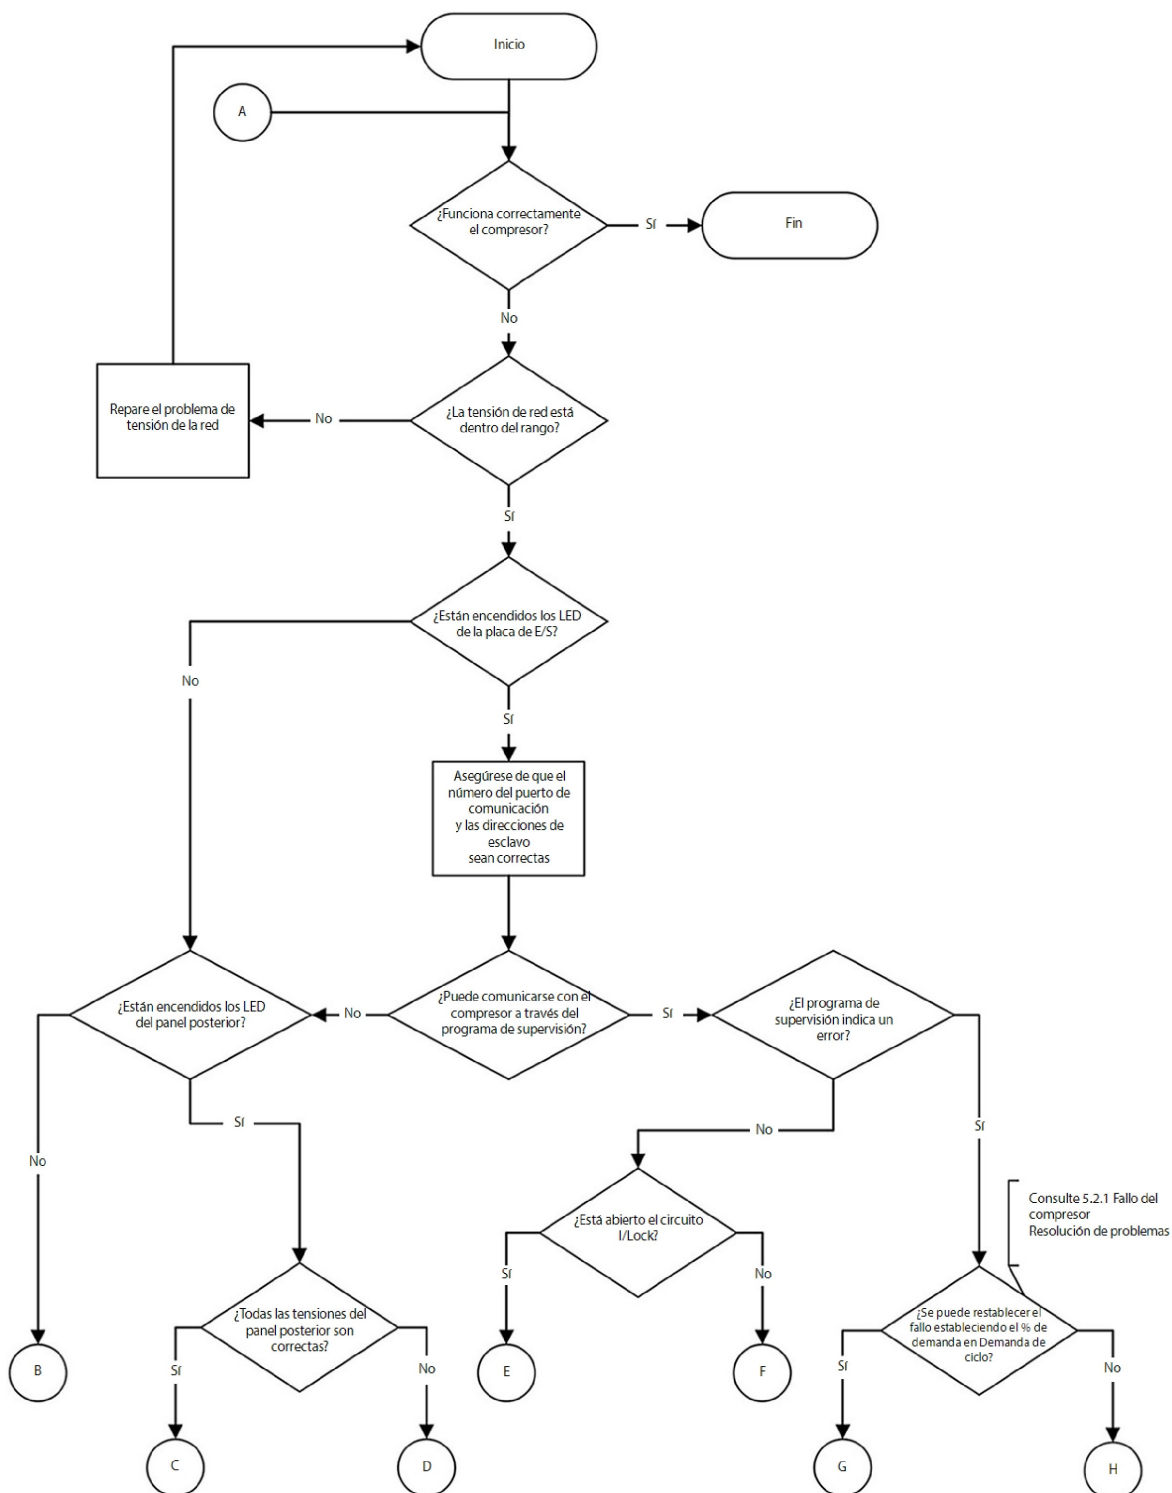 Inicio
A
¿Funciona correctamente
el compresor?
Sí
Fin
No
¿La tensión de red está
dentro del rango?
No
Repare el problema de
tensión de la red
Sí
¿Están encendidos los LED
de la placa de E/S?
No
Sí
Asegúrese de que el
número del puerto de
comunicación
y las direcciones de
esclavo
sean correctas
¿Están encendidos los LED
del panel posterior?
No
¿Puede comunicarse con el
compresor a través del
programa de supervisión?
Sí
¿El programa de
supervisión indica un
error?
Sí
No
Sí
No
Consulte 5.2.1 Fallo del
compresor
Resolución de problemas
¿Está abierto el circuito
I/Lock?
Sí
No
¿Todas las tensiones del
panel posterior son
correctas?
¿Se puede restablecer el
fallo estableciendo el % de
demanda en Demanda de
ciclo?
Sí
No
Sí
No
B
E
F
C
D
G
H